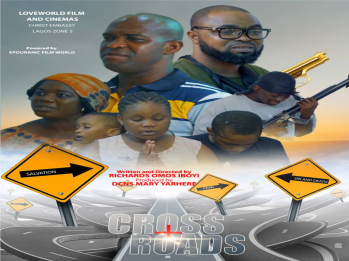 LOVEWORLD FILM
AND CINEMAS
CHRIST EMBASSY
LAGOS ZONE 5
Powered by
EPOURANIC FILM WORLD
Written and Directed by
RICHARDS OMOS IBOYI
Produced by
DCNS MARY YARHERE
SALVATION
SIN AND DEATH
CROSS
ROADS